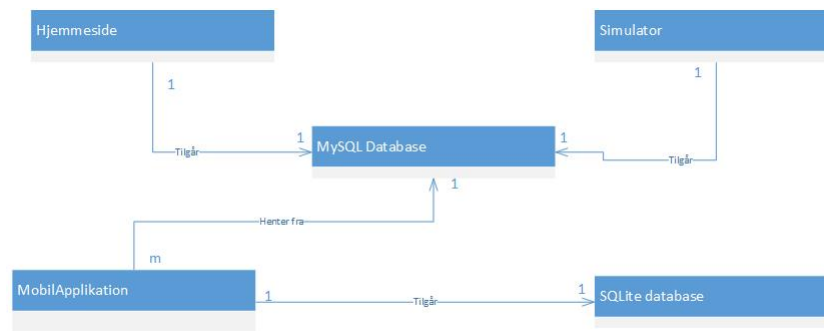 Hjemmeside
Simulator
1
1
1
MySQL Database
1
Tilgår
Tilgår
1
Henter fra
m
MobilApplikation
1
Tilgår
1
SQLite database